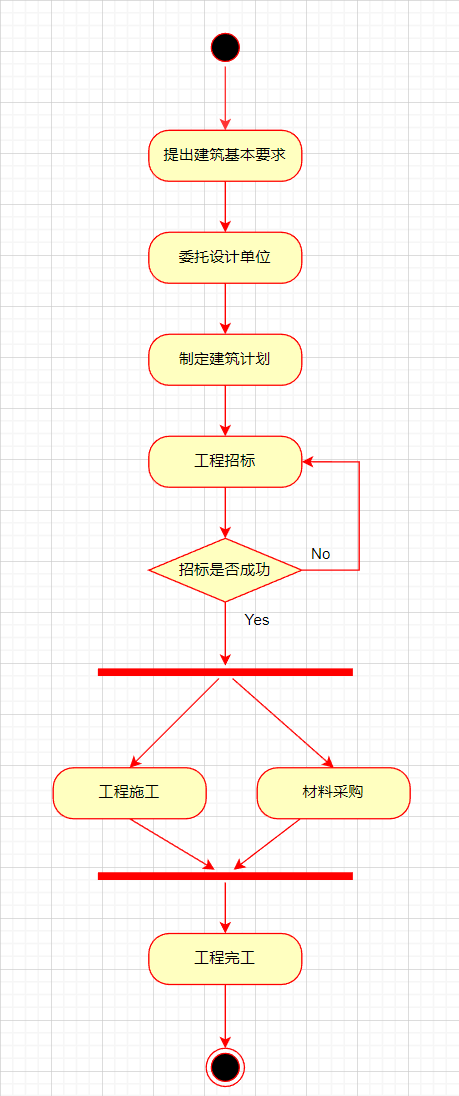 提出建筑基本要求
委托设计单位
制定建筑计划
工程招标
No
招标是否成功
Yes
工程施工
材料采购
工程完工